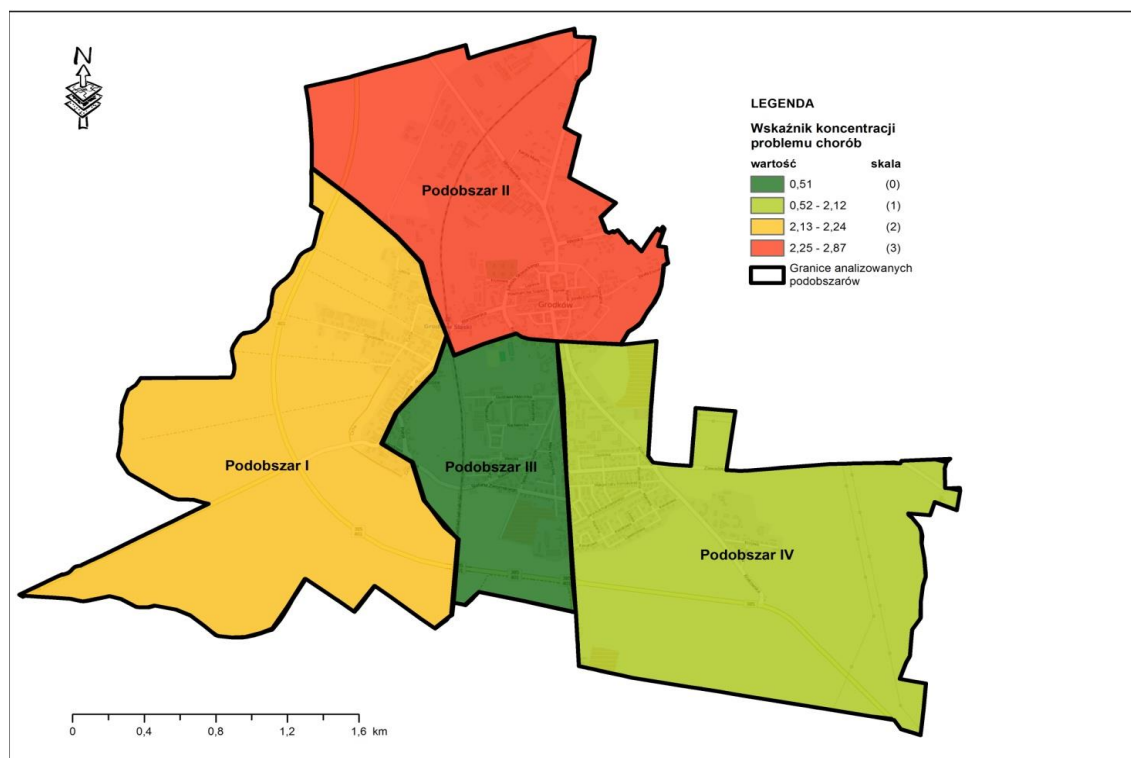 N
LEGENDA
Wskaźnik koncentracji
problemu chorób
wartość skala
0,51 (0)
0,52 - 2,12 (1)
2,13 - 2,24 (2)
2,25 - 2,87 (3)
Granice analizowanych
podobszarów
Podobszar II
Grodków
Podobszar I
Podobszar III
Podobszar IV
0 0,4 0,8 1,2 1,6 km